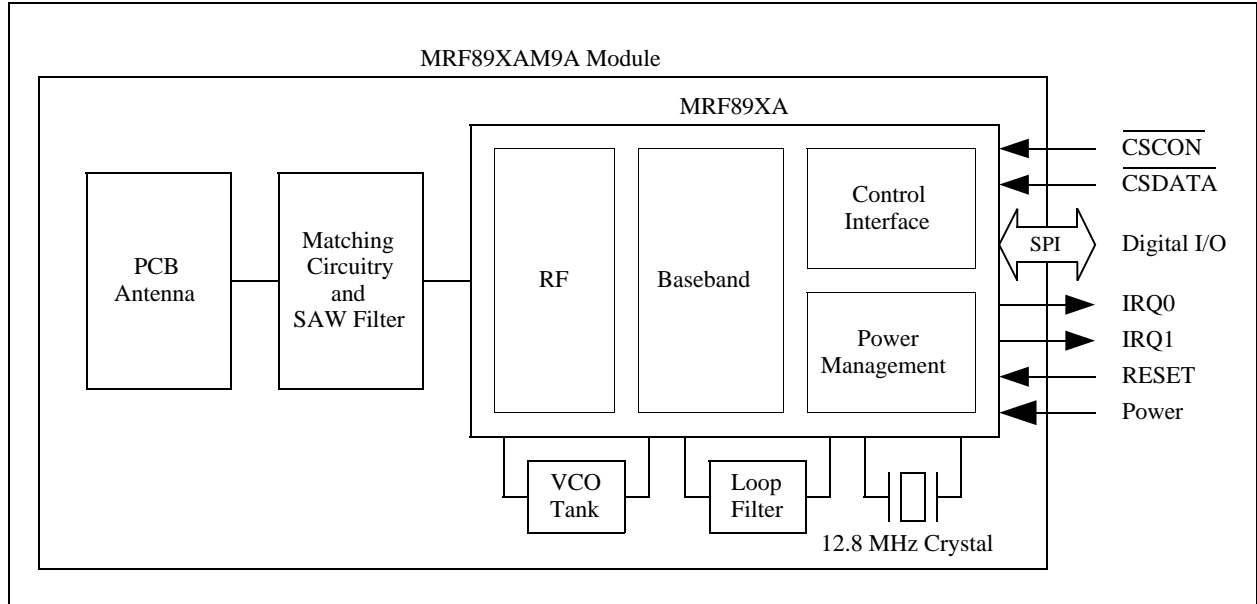 MRF89XAM9A Module
MRF89XA
PCB
Antenna
Matching
Circuitry
and
SAW Filter
RF
Baseband
Control
Interface
Power
Management
CSCON
CSDATA
SPI
Digital I/O
IRQ0
IRQ1
RESET
Power
VCO
Tank
Loop
Filter
12.8 MHz Crystal